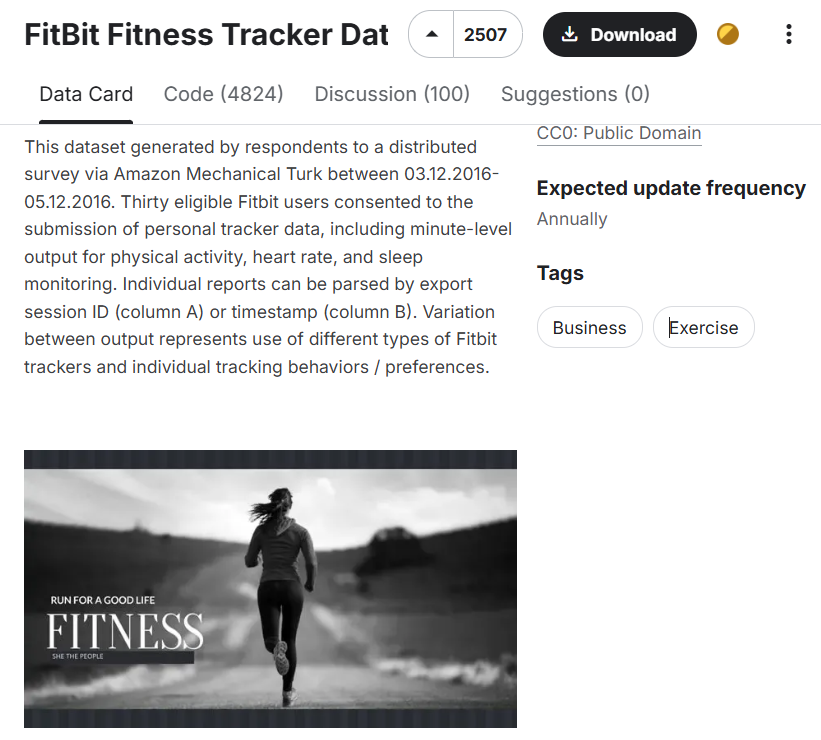 FitBit Fitness Tracker Dat
2507
Download
Data Card
Code (4824)
Discussion (100)
Suggestions (0)
This dataset generated by respondents to a distributed
survey via Amazon Mechanical Turk between 03.12.2016-
05.12.2016. Thirty eligible Fitbit users consented to the
submission of personal tracker data, including minute-level
output for physical activity, heart rate, and sleep
monitoring. Individual reports can be parsed by export
session ID (column A) or timestamp (column B). Variation
between output represents use of different types of Fitbit
trackers and individual tracking behaviors / preferences.
CC0: Public Domain
Expected update frequency
Annually
Tags
Business
Exercise
RUN FOR A GOOD LIFE
FITNESS
SHE THE PEOPLE